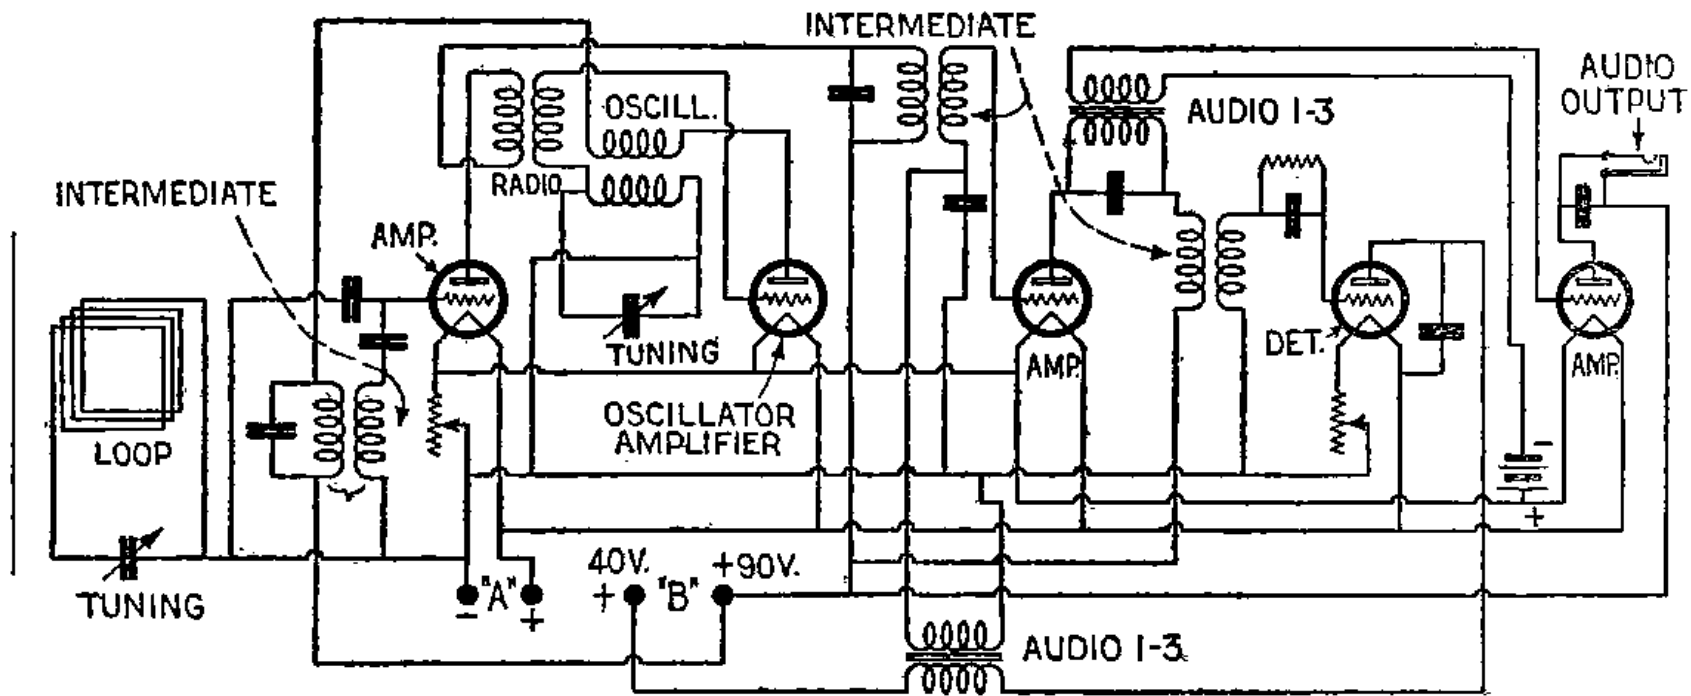 INTERMEDIATE
AUDIO
OUTPUT
AUDIO 1-3
OSCILL.
RADIO
INTERMEDIATE
AMP.
TUNING
DET.
AMP.
AMP.
OSCILLATOR
AMPLIFIER
LOOP
-
+
40V. +90V.
"A" + "B"
- +
TUNING
AUDIO 1-3